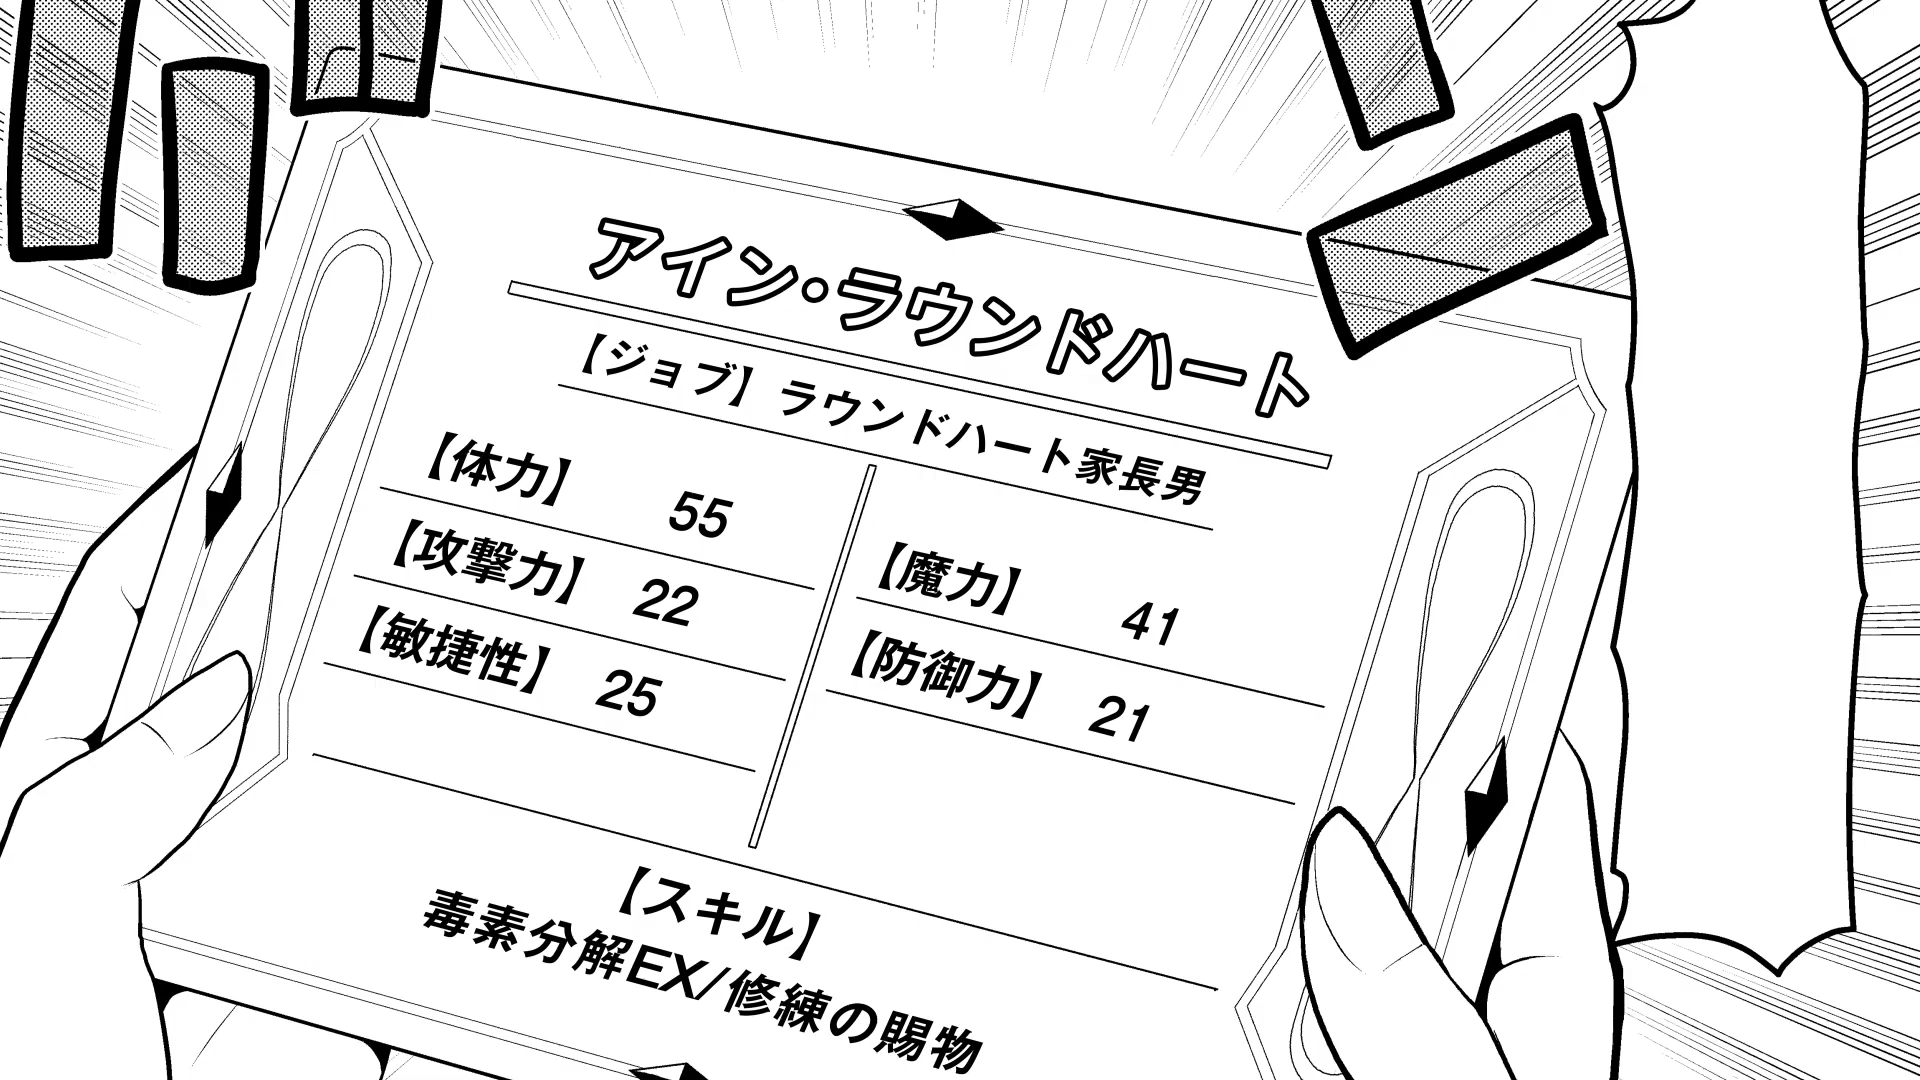 アイン・ラウンドハート
【ジョブ】ラウンドハート家長男
【体力】 55
【攻撃力】 22
【敏捷性】 25
【魔力】 41
【防御力】 21
【スキル】
毒素分解EX/修練の賜物